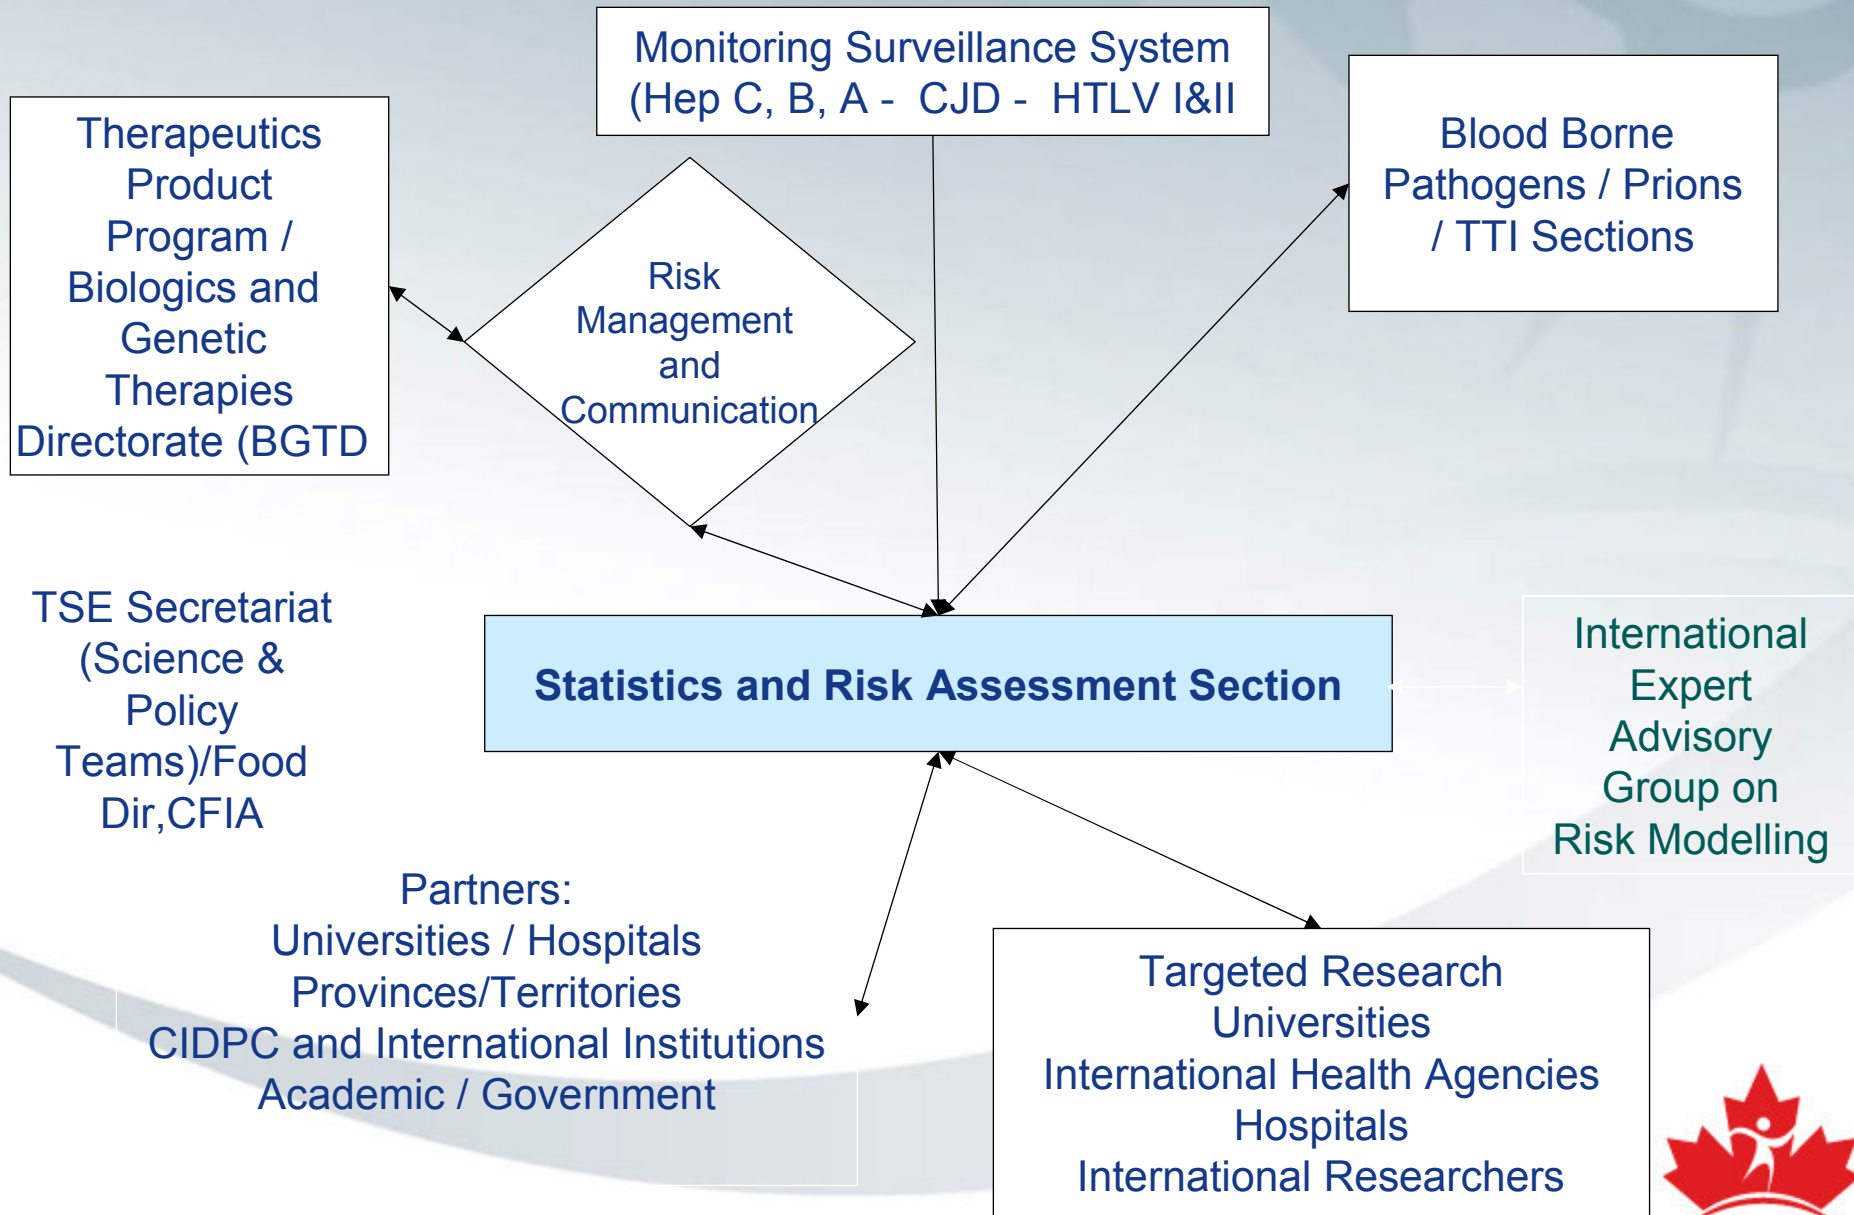 Monitoring Surveillance System
(Hep C, B, A - CJD - HTLV I&II
Therapeutics
Product
Program /
Biologics and
Genetic
Therapies
Directorate (BGTD
Risk
Management
and
Communication
Blood Borne
Pathogens / Prions
/ TTI Sections
TSE Secretariat
(Science &
Policy
Teams)/Food
Dir,CFIA
Statistics and Risk Assessment Section
International
Expert
Advisory
Group on
Risk Modelling
Partners:
Universities / Hospitals
Provinces/Territories
CIDPC and International Institutions
Academic / Government
Targeted Research
Universities
International Health Agencies
Hospitals
International Researchers